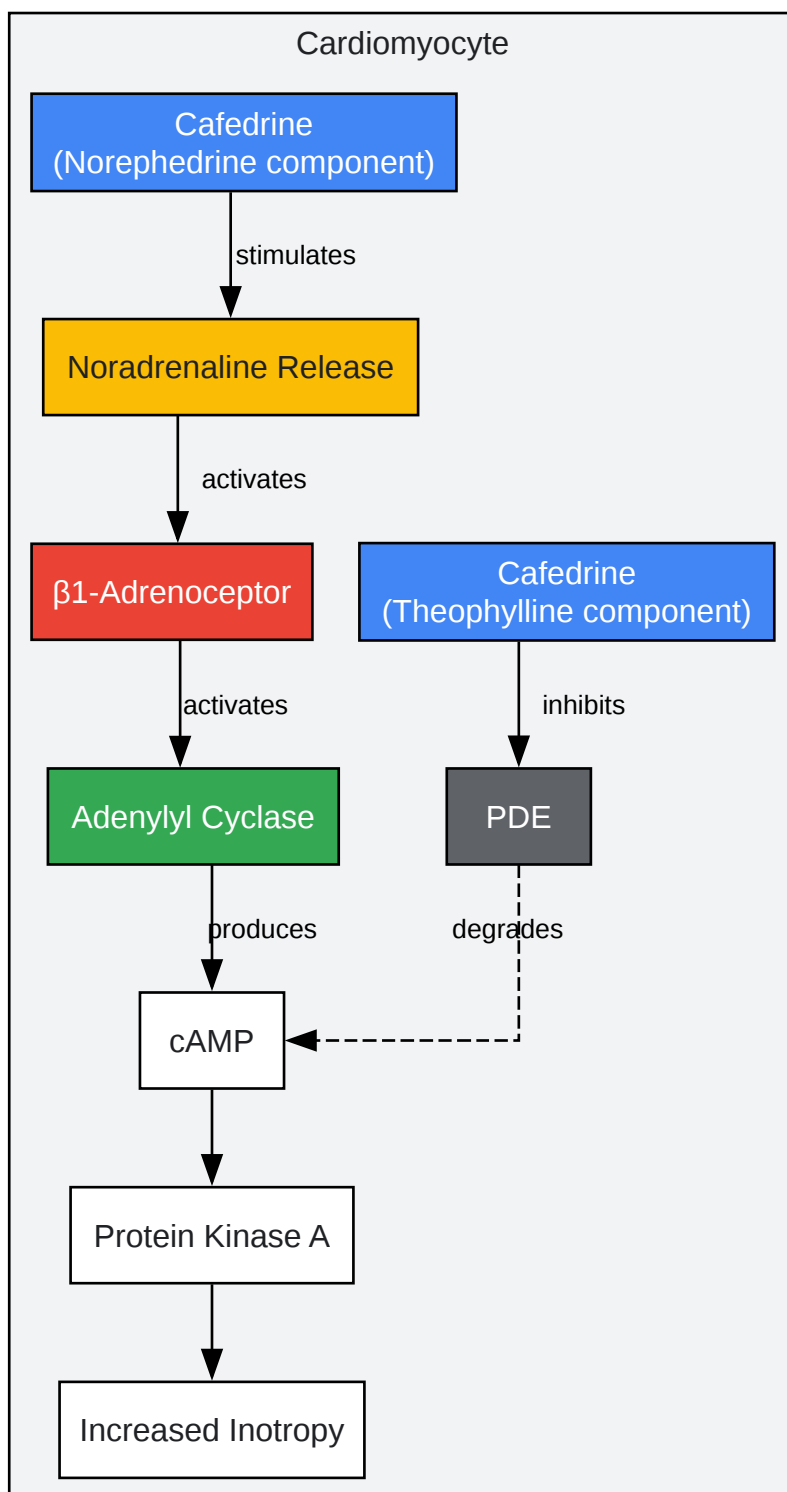 Cardiomyocyte
Cafedrine
(Norephedrine component)
stimulates
Noradrenaline Release
activates
β1-Adrenoceptor
Cafedrine
(Theophylline component)
activates
inhibits
Adenylyl Cyclase
PDE
produces
degrades
cAMP
Protein Kinase A
Increased Inotropy